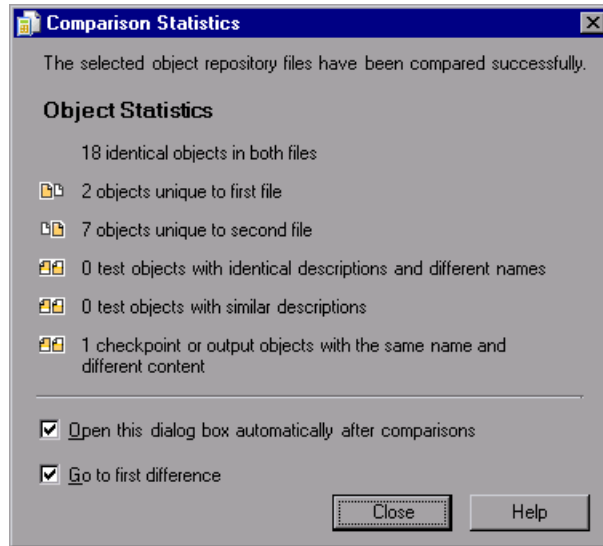 Comparison Statistics
The selected object repository files have been compared successfully.
Object Statistics
18 identical objects in both files
2 objects unique to first file
7 objects unique to second file
0 test objects with identical descriptions and different names
0 test objects with similar descriptions
1 checkpoint or output objects with the same name and
different content
Open this dialog box automatically after comparisons
Go to first difference
Close Help